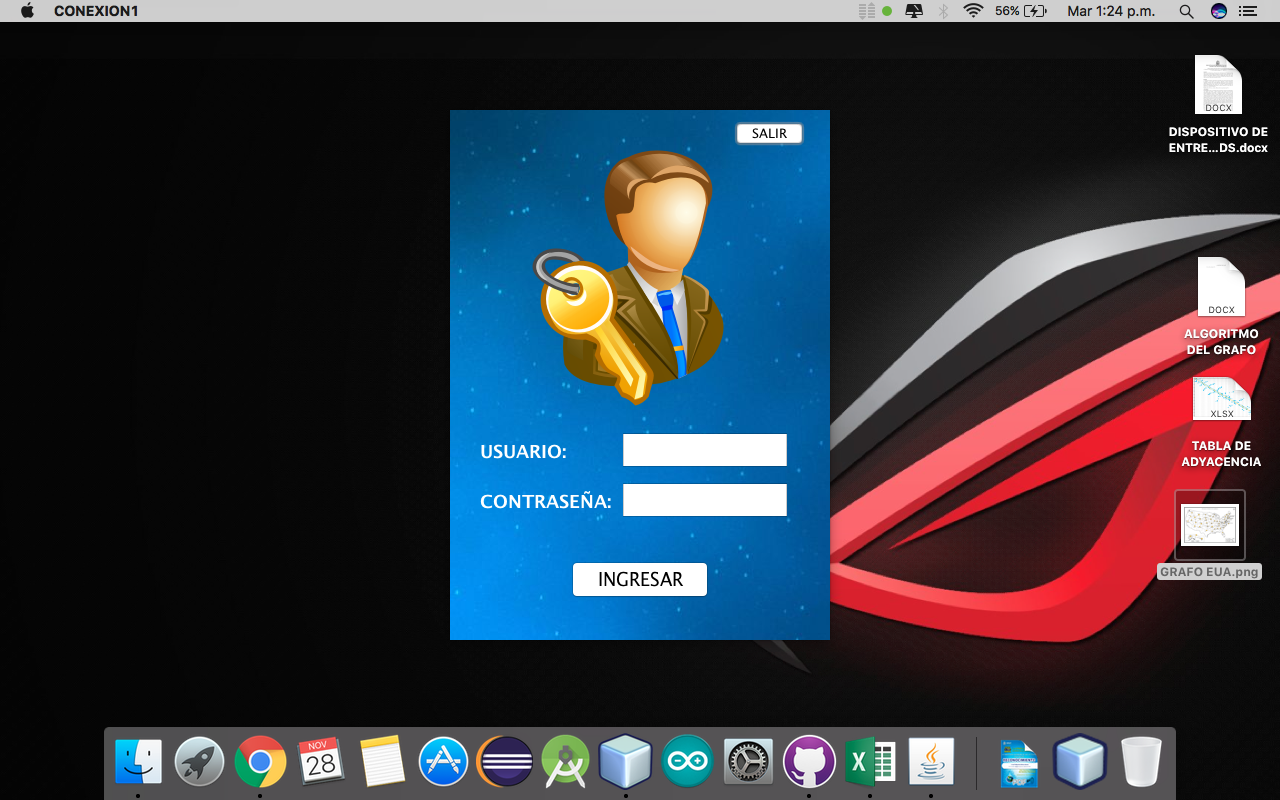 CONEXION1
56%
Mar 1:24 p.m.
SALIR
USUARIO:
CONTRASEÑA:
INGRESAR
DOCX
DISPOSITIVO DE
ENTRE...DS.docx
DOCX
ALGORITMO
DEL GRAFO
XLSX
TABLA DE
ADYACENCIA
GRAFO EUA.png
NOV
28